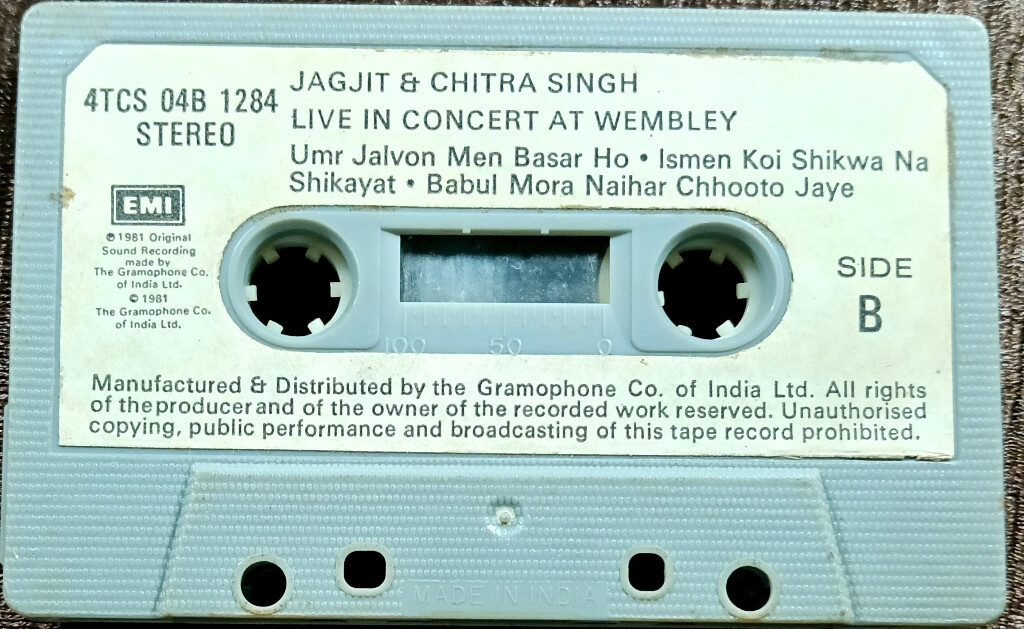 4TCS 04B 1284
STEREO
JAGJIT & CHITRA SINGH
LIVE IN CONCERT AT WEMBLEY
Umr Jalvon Men Basar Ho • Ismen Koi Shikwa Na
Shikayat • Babul Mora Naihar Chhooto Jaye
EMI
℗ 1981 Original
Sound Recording
made by
The Gramophone Co.
of India Ltd.
© 1981
The Gramophone Co.
of India Ltd.
SIDE
B
100 50 0
Manufactured & Distributed by the Gramophone Co. of India Ltd. All rights
of the producer and of the owner of the recorded work reserved. Unauthorised
copying, public performance and broadcasting of this tape record prohibited.
MADE IN INDIA